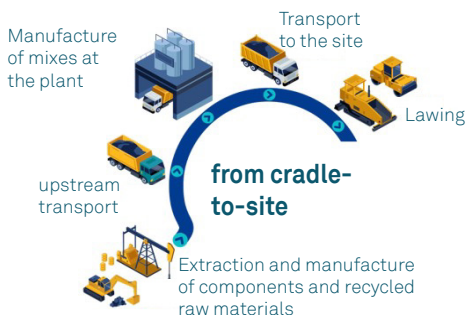 Manufacture
of mixes at
the plant
Transport
to the site
Lawing
upstream
transport
from cradle-
to-site
Extraction and manufacture
of components and recycled
raw materials